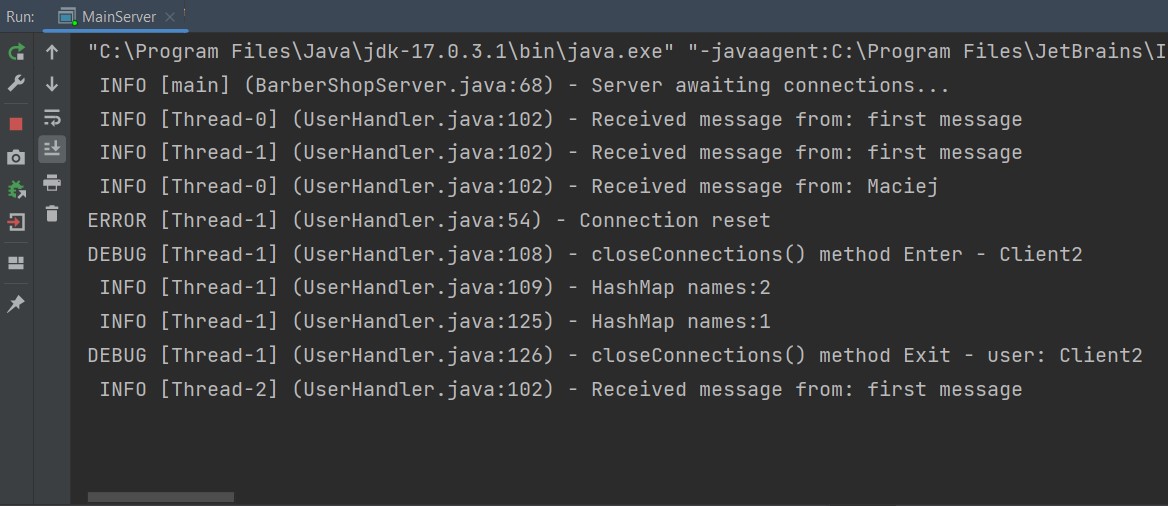 Run: MainServer
"C:\Program Files\Java\jdk-17.0.3.1\bin\java.exe" "-javaagent:C:\Program Files\JetBrains\I
INFO [main] (BarberShopServer.java:68) - Server awaiting connections...
INFO [Thread-0] (UserHandler.java:102) - Received message from: first message
INFO [Thread-1] (UserHandler.java:102) - Received message from: first message
INFO [Thread-0] (UserHandler.java:102) - Received message from: Maciej
ERROR [Thread-1] (UserHandler.java:54) - Connection reset
DEBUG [Thread-1] (UserHandler.java:108) - closeConnections() method Enter - Client2
INFO [Thread-1] (UserHandler.java:109) - HashMap names:2
INFO [Thread-1] (UserHandler.java:125) - HashMap names:1
DEBUG [Thread-1] (UserHandler.java:126) - closeConnections() method Exit - user: Client2
INFO [Thread-2] (UserHandler.java:102) - Received message from: first message